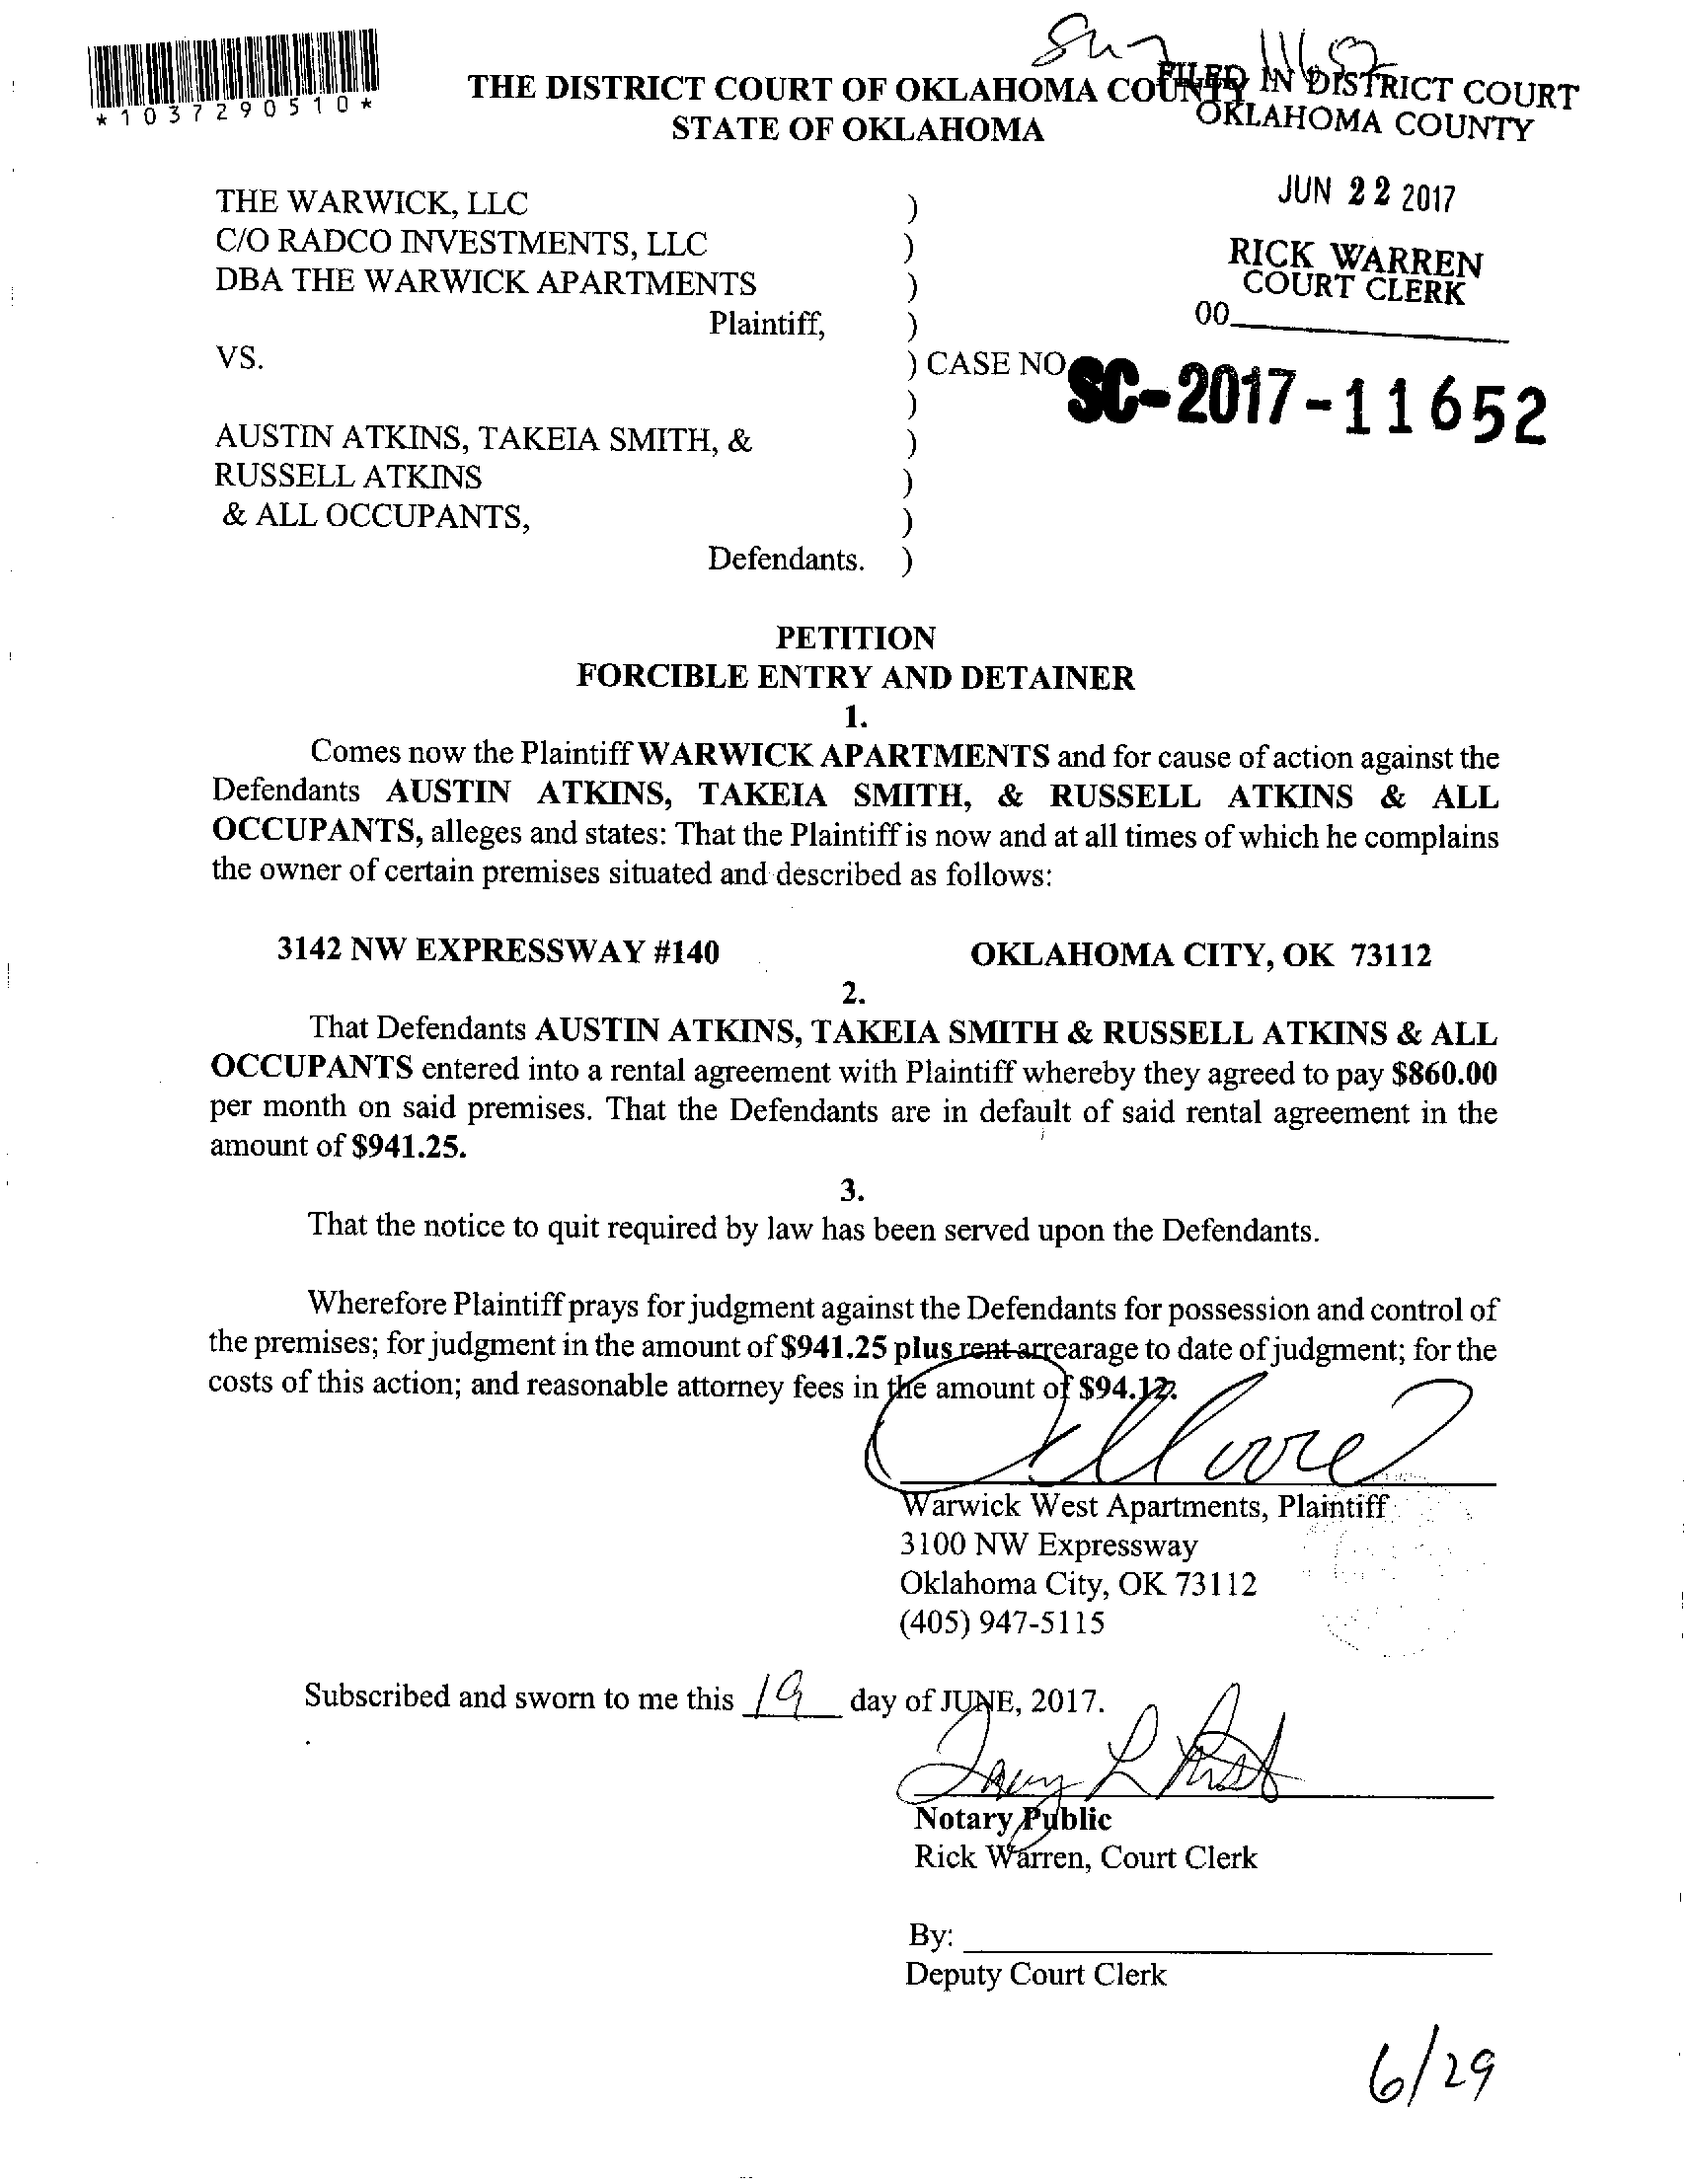 *1037290510*
THE DISTRICT COURT OF OKLAHOMA COUNTY
STATE OF OKLAHOMA
FILED IN DISTRICT COURT
OKLAHOMA COUNTY
JUN 22 2017
RICK WARREN
COURT CLERK
00
THE WARWICK, LLC )
C/O RADCO INVESTMENTS, LLC )
DBA THE WARWICK APARTMENTS )
Plaintiff, )
VS. ) CASE NO SC-2017-11652
)
AUSTIN ATKINS, TAKEIA SMITH, & )
RUSSELL ATKINS )
& ALL OCCUPANTS, )
Defendants. )
PETITION
FORCIBLE ENTRY AND DETAINER
1.
Comes now the Plaintiff WARWICK APARTMENTS and for cause of action against the
Defendants AUSTIN ATKINS, TAKEIA SMITH, & RUSSELL ATKINS & ALL
OCCUPANTS, alleges and states: That the Plaintiff is now and at all times of which he complains
the owner of certain premises situated and described as follows:
3142 NW EXPRESSWAY #140 OKLAHOMA CITY, OK 73112
2.
That Defendants AUSTIN ATKINS, TAKEIA SMITH & RUSSELL ATKINS & ALL
OCCUPANTS entered into a rental agreement with Plaintiff whereby they agreed to pay $860.00
per month on said premises. That the Defendants are in default of said rental agreement in the
amount of $941.25.
3.
That the notice to quit required by law has been served upon the Defendants.
Wherefore Plaintiff prays for judgment against the Defendants for possession and control of
the premises; for judgment in the amount of $941.25 plus rent arrearage to date of judgment; for the
costs of this action; and reasonable attorney fees in the amount of $94.12.
Warwick West Apartments, Plaintiff
3100 NW Expressway
Oklahoma City, OK 73112
(405) 947-5115
Subscribed and sworn to me this 19 day of JUNE, 2017.
Notary Public
Rick Warren, Court Clerk
By:
Deputy Court Clerk
6/29